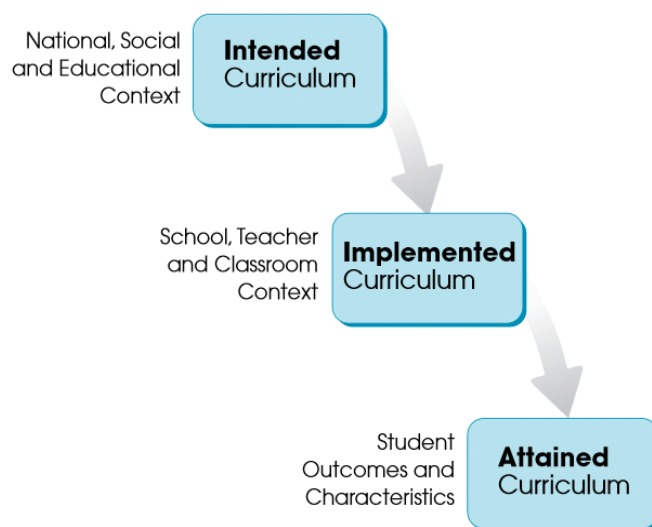 National, Social
and Educational
Context
Intended
Curriculum
School, Teacher
and Classroom
Context
Implemented
Curriculum
Student
Outcomes and
Characteristics
Attained
Curriculum